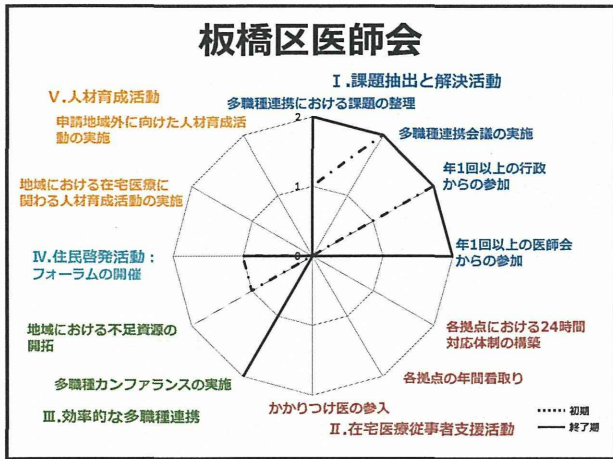 板橋区医師会
Ⅰ.課題抽出と解決活動
多職種連携における課題の整理
Ⅴ.人材育成活動
申請地域外に向けた人材育成活
動の実施
多職種連携会議の実施
年1回以上の行政
からの参加
地域における在宅医療に
関わる人材育成活動の実施
年1回以上の医師会
からの参加
Ⅳ.住民啓発活動：
フォーラムの開催
地域における不足資源の
開拓
各拠点における24時間
対応体制の構築
多職種カンファランスの実施
各拠点の年間看取り
Ⅲ.効率的な多職種連携
かかりつけ医の参入
Ⅱ.在宅医療従事者支援活動
2
1
0
初期
終了期